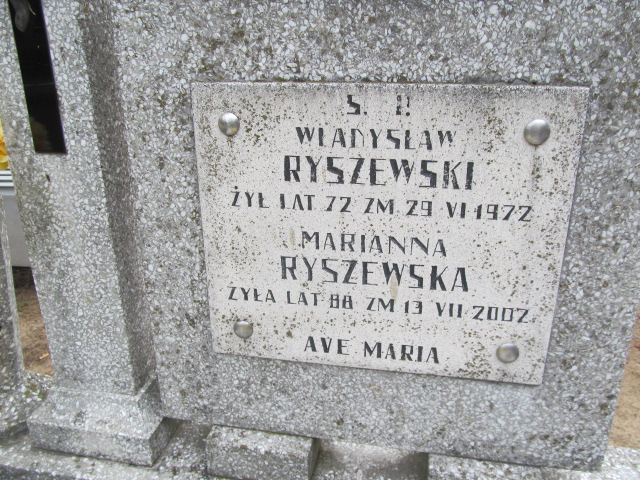 Ś. P.
WŁADYSŁAW
RYSZEWSKI
ŻYŁ LAT 72 ZM 29 VI 1972
MARIANNA
RYSZEWSKA
ŻYŁA LAT 88 ZM 13 VII 2002
AVE MARIA